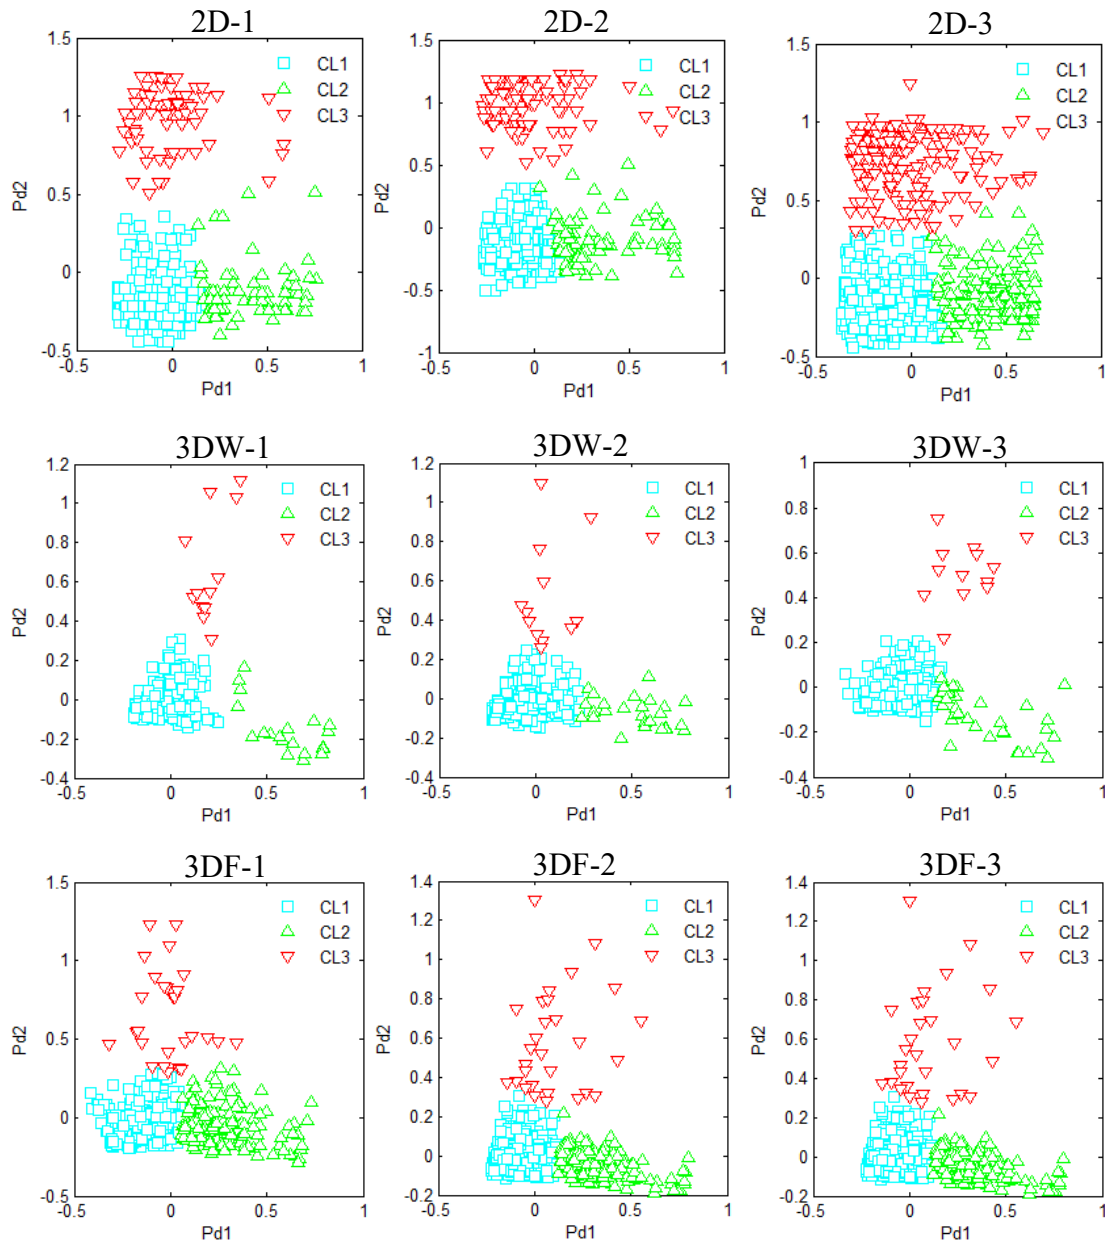 2D-1 2D-2 2D-3
1.5 1.5 1.5
CL1 CL1 CL1
CL2 CL2 CL2
CL3 CL3 CL3
1 1 1
0.5 0.5 0.5
0 0 0
-0.5 -0.5 -0.5
-1
Pd2 Pd2 Pd2
-0.5 0 0.5 1 -0.5 0 0.5 1 -0.5 0 0.5 1
Pd1 Pd1 Pd1
3DW-1 3DW-2 3DW-3
1.2 1.2 1
CL1 CL1 CL1
CL2 CL2 CL2
CL3 CL3 CL3
1 1 0.8
0.8 0.8 0.6
0.6 0.6 0.4
0.4 0.4 0.2
0.2 0.2 0
0 0 -0.2
-0.2 -0.2 -0.4
-0.4 -0.4
Pd2 Pd2 Pd2
-0.5 0 0.5 1 -0.5 0 0.5 1 -0.5 0 0.5 1
Pd1 Pd1 Pd1
3DF-1 3DF-2 3DF-3
1.5 1.4 1.4
CL1 CL1 CL1
CL2 CL2 CL2
CL3 CL3 CL3
1 1.2 1.2
0.5 1 1
0 0.8 0.8
-0.5 0.6 0.6
0.4 0.4
0.2 0.2
0 0
-0.2 -0.2
Pd2 Pd2 Pd2
-0.5 0 0.5 1 -0.5 0 0.5 1 -0.5 0 0.5 1
Pd1 Pd1 Pd1